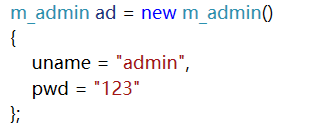 m_admin ad = new m_admin()
{
    uname = "admin",
    pwd = "123"
};